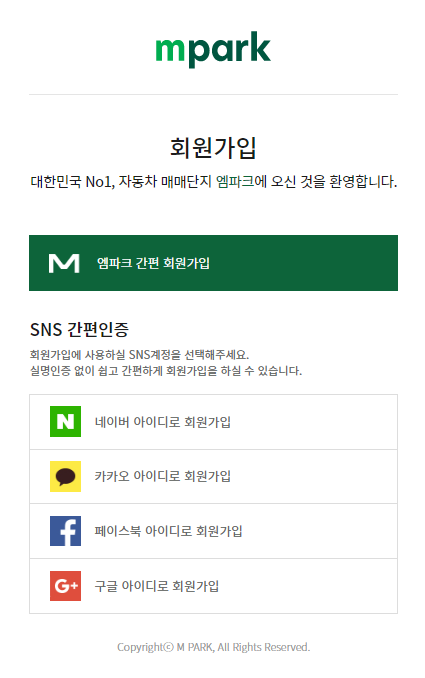 mpark
회원가입
대한민국 No1, 자동차 매매단지 엠파크에 오신 것을 환영합니다.
M 엠파크 간편 회원가입
SNS 간편인증
회원가입에 사용하실 SNS계정을 선택해주세요.
실명인증 없이 쉽고 간편하게 회원가입을 하실 수 있습니다.
N 네이버 아이디로 회원가입
카카오 아이디로 회원가입
f 페이스북 아이디로 회원가입
G+ 구글 아이디로 회원가입
Copyrightⓒ M PARK, All Rights Reserved.